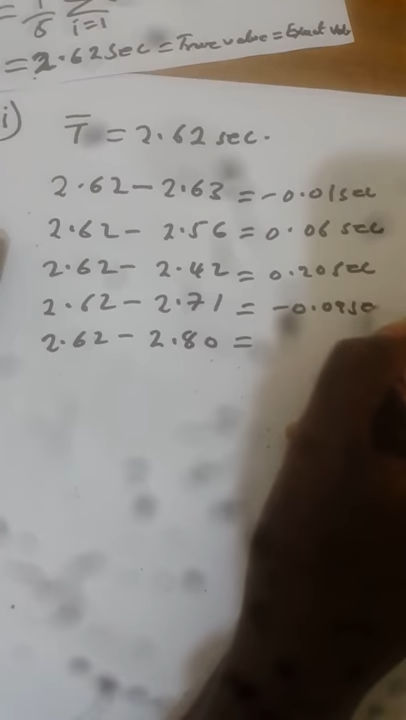 = 1/5 Σ i=1
= 2.62 sec = True value = Exact
i)
T̅ = 2.62 sec.
2.62 - 2.63 = -0.01 sec
2.62 - 2.56 = 0.06 sec
2.62 - 2.42 = 0.20 sec
2.62 - 2.71 = -0.09 se
2.62 - 2.80 =